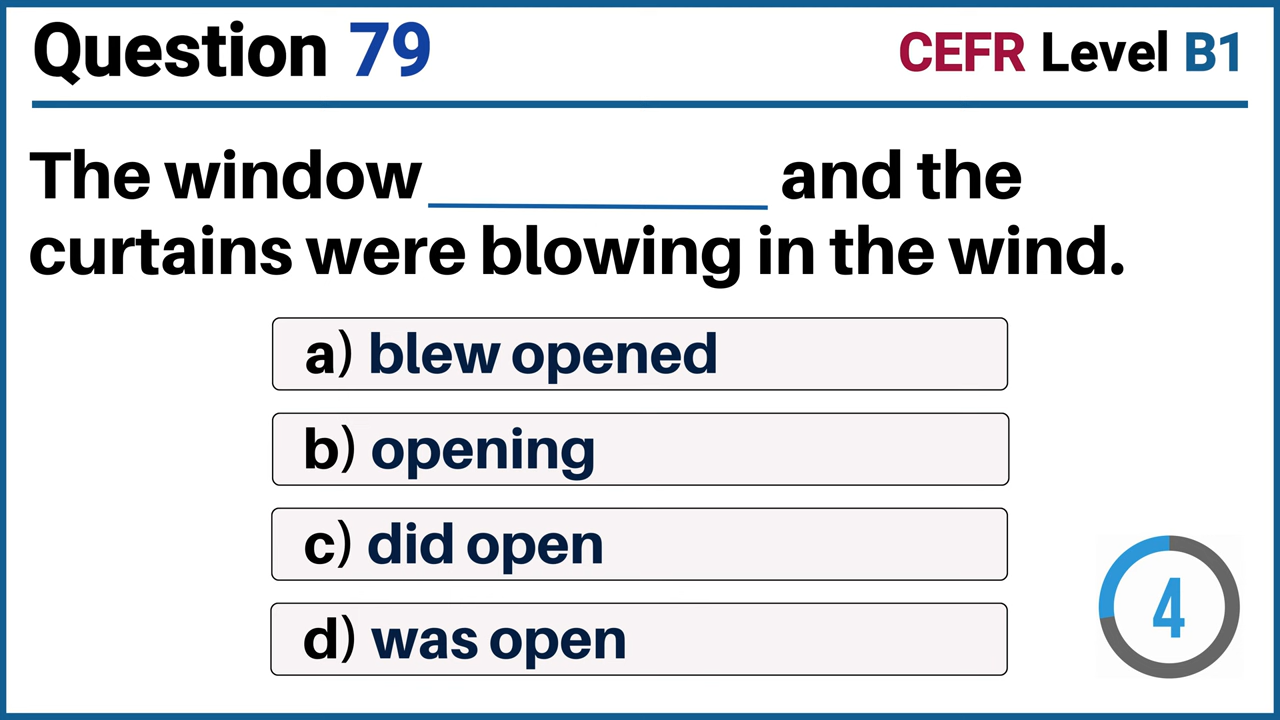 Question 79
CEFR Level B1
The window __________ and the
curtains were blowing in the wind.
a) blew opened
b) opening
c) did open
d) was open
4